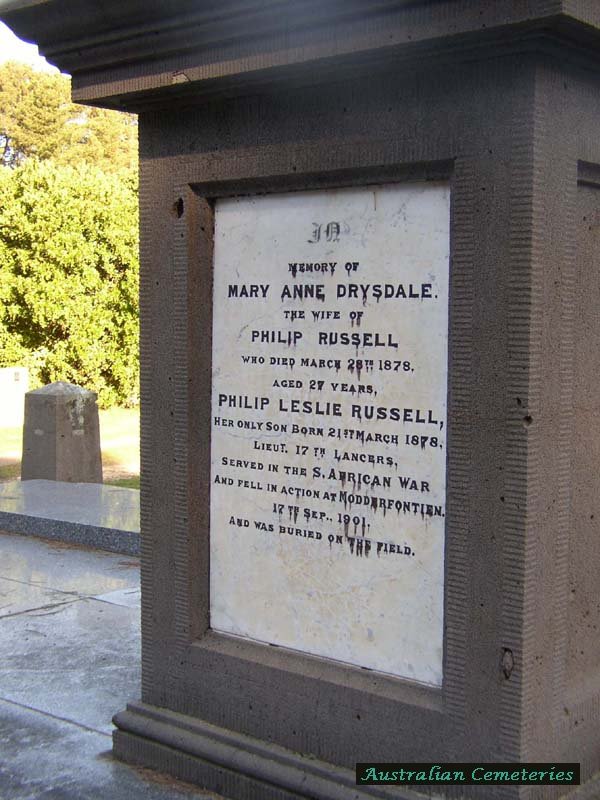 IN
MEMORY OF
MARY ANNE DRYSDALE.
THE WIFE OF
PHILIP RUSSELL
WHO DIED MARCH 28TH 1878,
AGED 27 YEARS,
PHILIP LESLIE RUSSELL,
HER ONLY SON BORN 21ST MARCH 1878,
LIEUT. 17TH LANCERS,
SERVED IN THE S. AFRICAN WAR
AND FELL IN ACTION AT MODDERFONTIEN.
17TH SEP., 1901,
AND WAS BURIED ON THE FIELD.
Australian Cemeteries